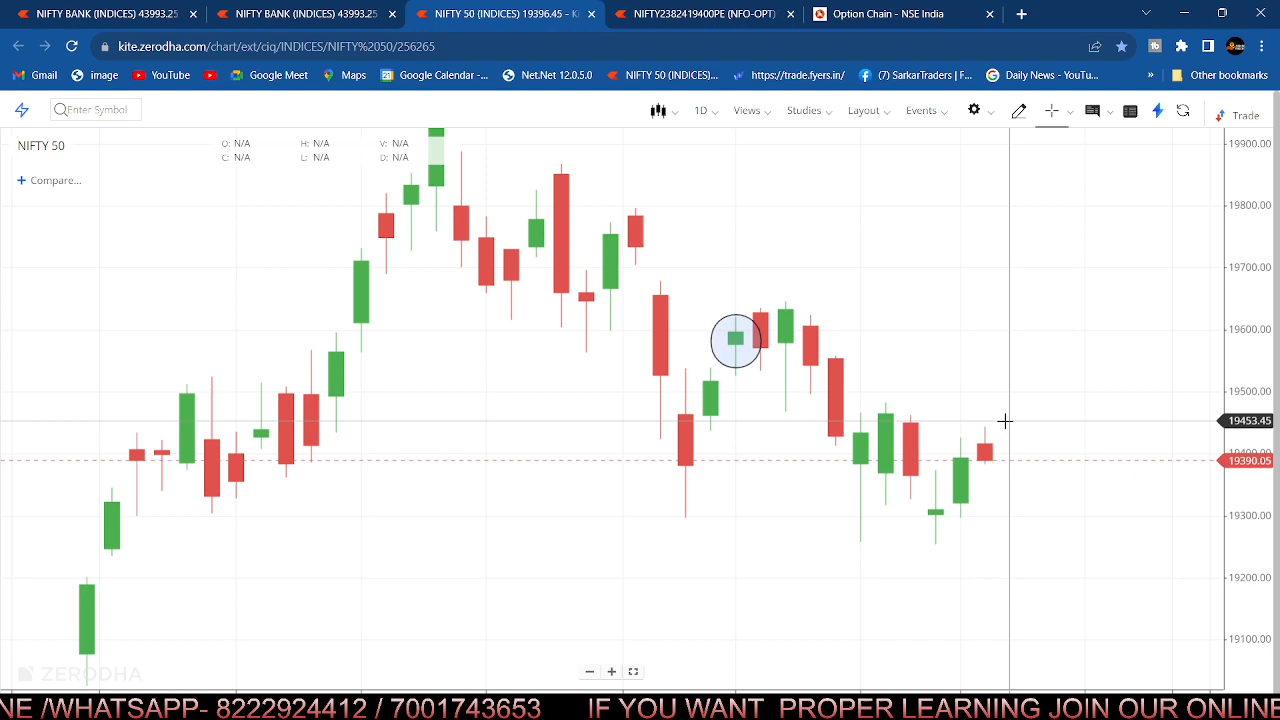 NIFTY BANK (INDICES) 43993.25
NIFTY BANK (INDICES) 43993.25
NIFTY 50 (INDICES) 19396.45 – Ki
NIFTY2382419400PE (NFO-OPT)
Option Chain - NSE India
kite.zerodha.com/chart/ext/ciq/INDICES/NIFTY%2050/256265
Gmail
image
YouTube
Google Meet
Maps
Google Calendar -...
Net.Net 12.0.5.0
NIFTY 50 (INDICES)...
https://trade.fyers.in/
(7) Smart Traders | F...
Daily News - YouTu...
»
Other bookmarks
Enter Symbol
1D
Views
Studies
Layout
Events
Trade
NIFTY 50
O: N/A
H: N/A
V: N/A
C: N/A
L: N/A
D: N/A
+ Compare...
19900.00
19800.00
19700.00
19600.00
19500.00
19453.45
19400.00
19390.05
19300.00
19200.00
19100.00
ZERODHA
NE /WHATSAPP- 8222924412 / 7001743653 IF YOU WANT PROPER LEARNING JOIN OUR ONLINE